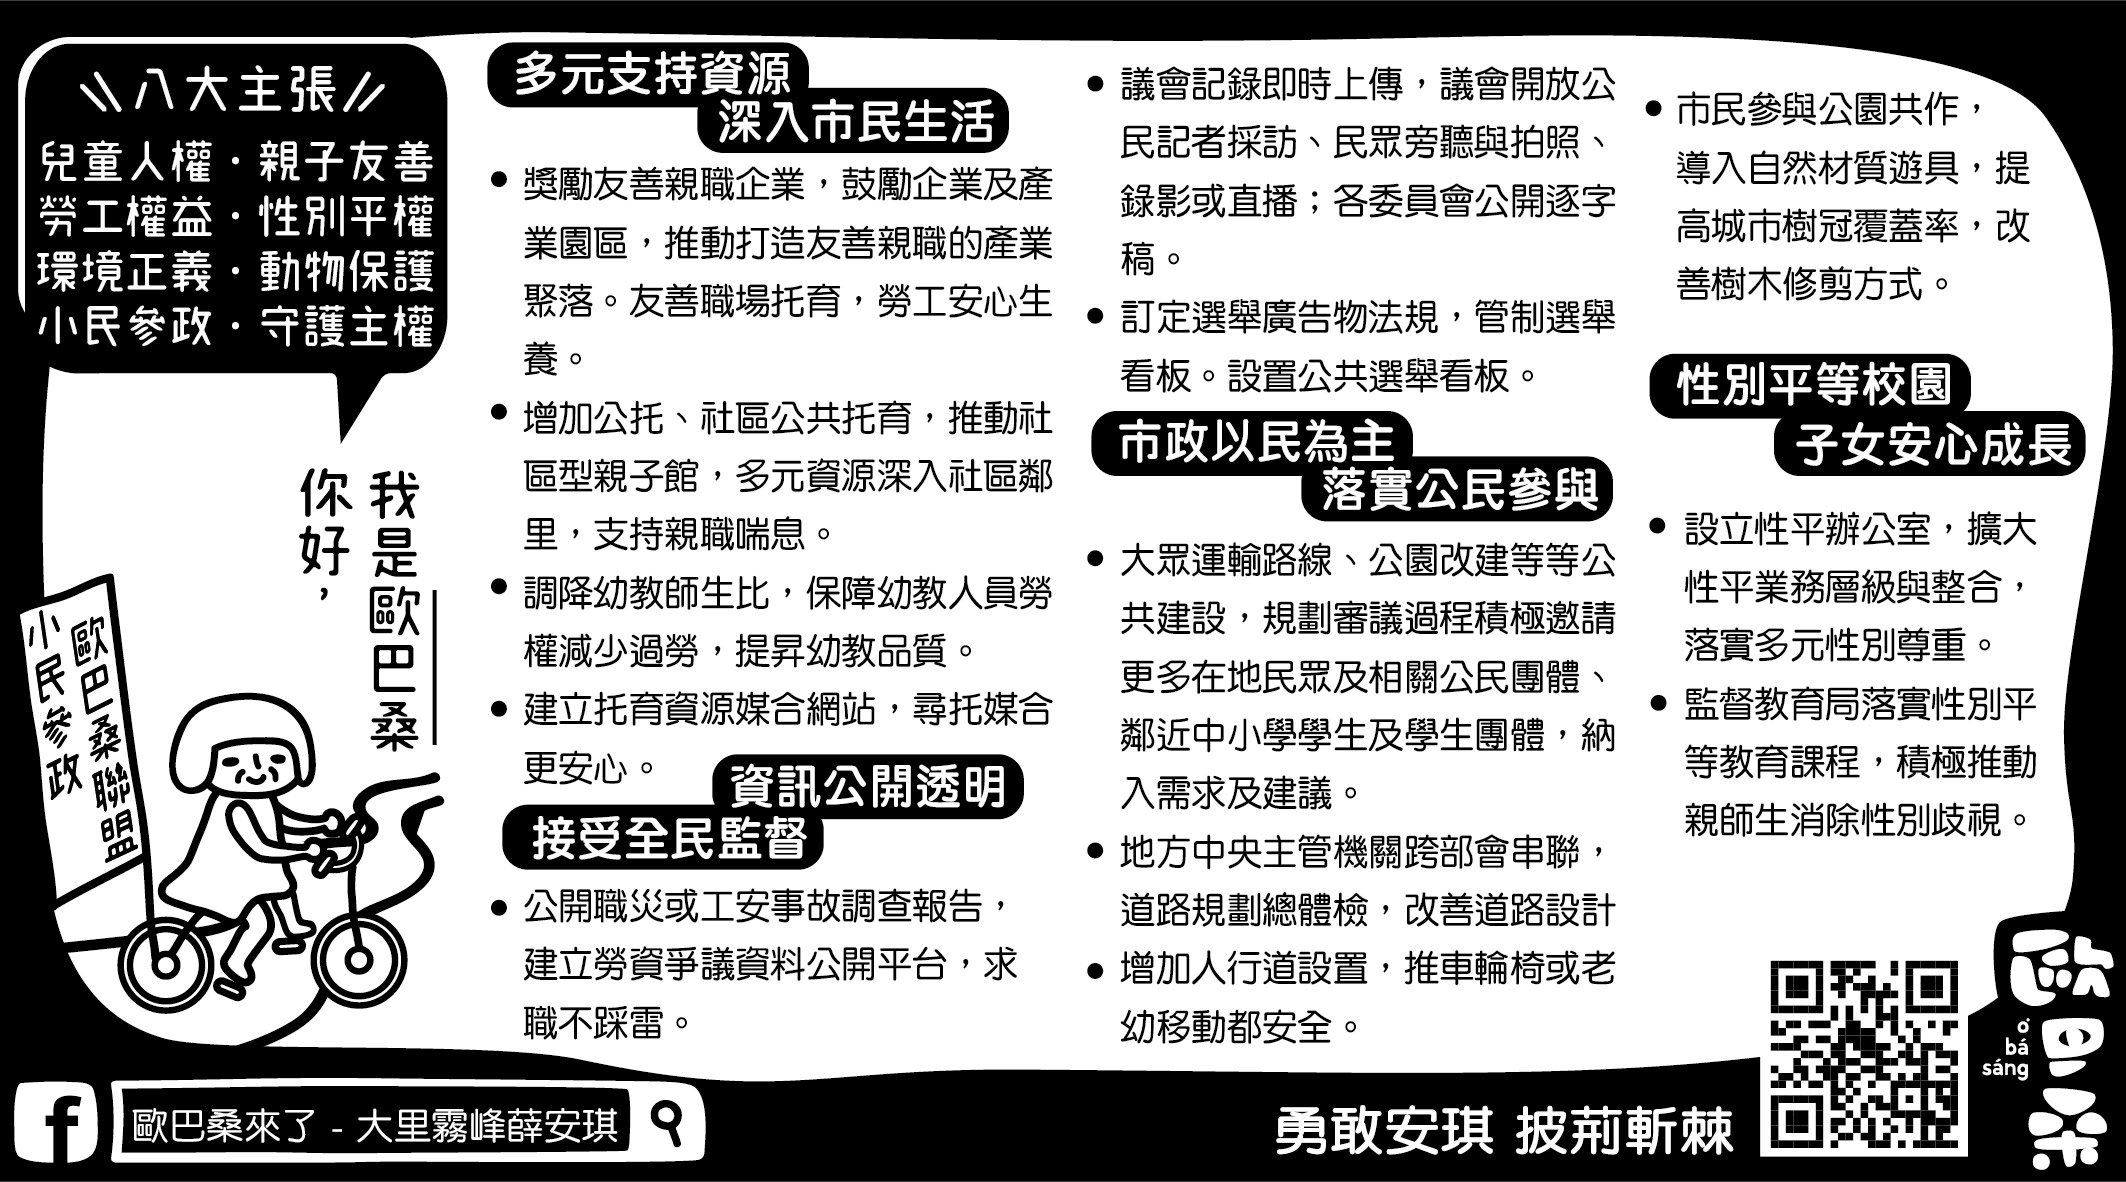 八大主張
兒童人權・親子友善
勞工權益・性別平權
環境正義・動物保護
小民參政・守護主權
你好，
我是歐巴桑
小民參政
歐巴桑聯盟
多元支持資源
深入市民生活
• 獎勵友善親職企業，鼓勵企業及產
業園區，推動打造友善親職的產業
聚落。友善職場托育，勞工安心生
養。
• 增加公托、社區公共托育，推動社
區型親子館，多元資源深入社區鄰
里，支持親職喘息。
• 調降幼教師生比，保障幼教人員勞
權減少過勞，提昇幼教品質。
• 建立托育資源媒合網站，尋托媒合
更安心。
資訊公開透明
接受全民監督
• 公開職災或工安事故調查報告，
建立勞資爭議資料公開平台，求
職不踩雷。
• 議會記錄即時上傳，議會開放公
民記者採訪、民眾旁聽與拍照、
錄影或直播；各委員會公開逐字
稿。
• 訂定選舉廣告物法規，管制選舉
看板。設置公共選舉看板。
市政以民為主
落實公民參與
• 大眾運輸路線、公園改建等等公
共建設，規劃審議過程積極邀請
更多在地民眾及相關公民團體、
鄰近中小學學生及學生團體，納
入需求及建議。
• 地方中央主管機關跨部會串聯，
道路規劃總體檢，改善道路設計
• 增加人行道設置，推車輪椅或老
幼移動都安全。
• 市民參與公園共作，
導入自然材質遊具，提
高城市樹冠覆蓋率，改
善樹木修剪方式。
性別平等校園
子女安心成長
• 設立性平辦公室，擴大
性平業務層級與整合，
落實多元性別尊重。
• 監督教育局落實性別平
等教育課程，積極推動
親師生消除性別歧視。
f
歐巴桑來了 - 大里霧峰薛安琪
勇敢安琪 披荊斬棘
歐巴桑
o͘
bá
sáng